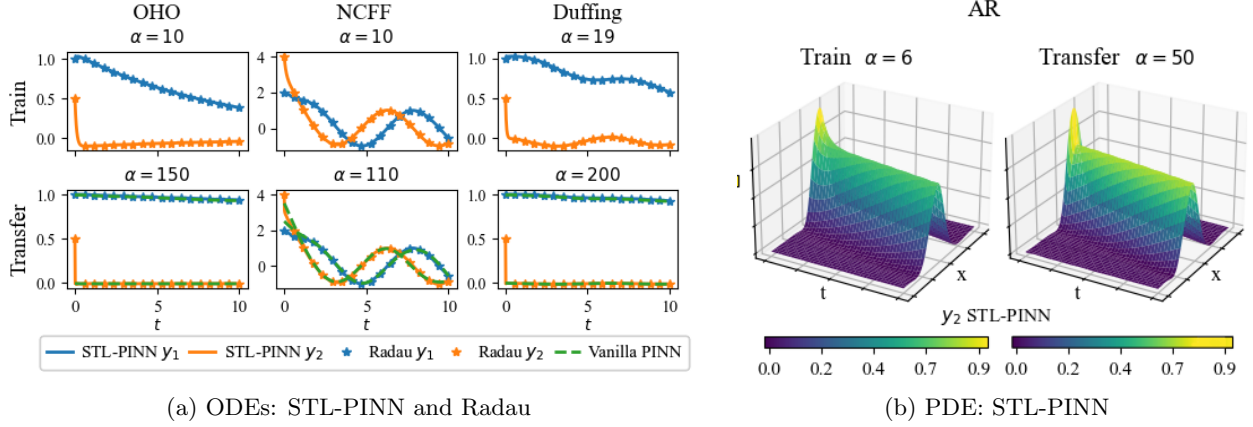 OHO NCFF Duffing
α = 10 α = 10 α = 19
Train
1.0
0.5
0.0
4
2
0
1.0
0.5
0.0
α = 150 α = 110 α = 200
Transfer
1.0
0.5
0.0
4
2
0
1.0
0.5
0.0
0 5 10 0 5 10 0 5 10
t t t
STL-PINN y₁ STL-PINN y₂ Radau y₁ Radau y₂ Vanilla PINN
(a) ODEs: STL-PINN and Radau
AR
Train α = 6 Transfer α = 50
t x t x
y₂ STL-PINN
0.0 0.2 0.4 0.7 0.9 0.0 0.2 0.4 0.7 0.9
(b) PDE: STL-PINN